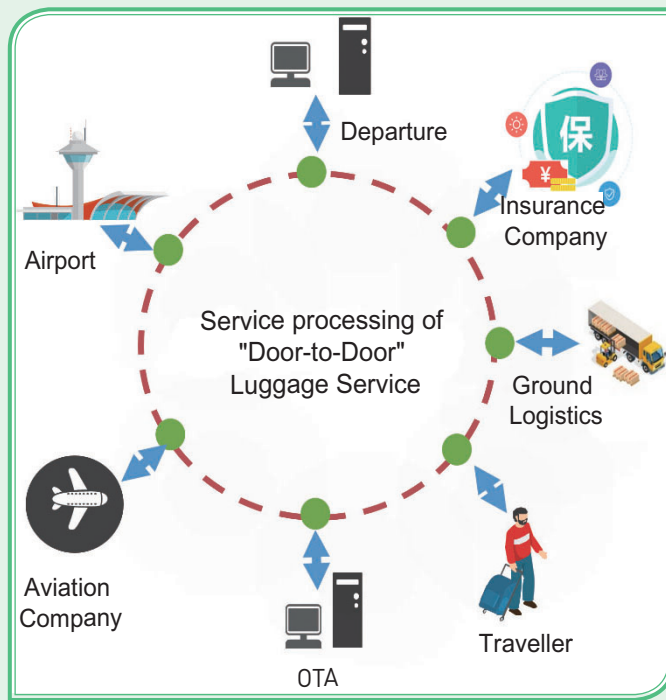 Departure
保
¥
Insurance
Company
Airport
Service processing of
"Door-to-Door"
Luggage Service
Ground
Logistics
Aviation
Company
Traveller
OTA